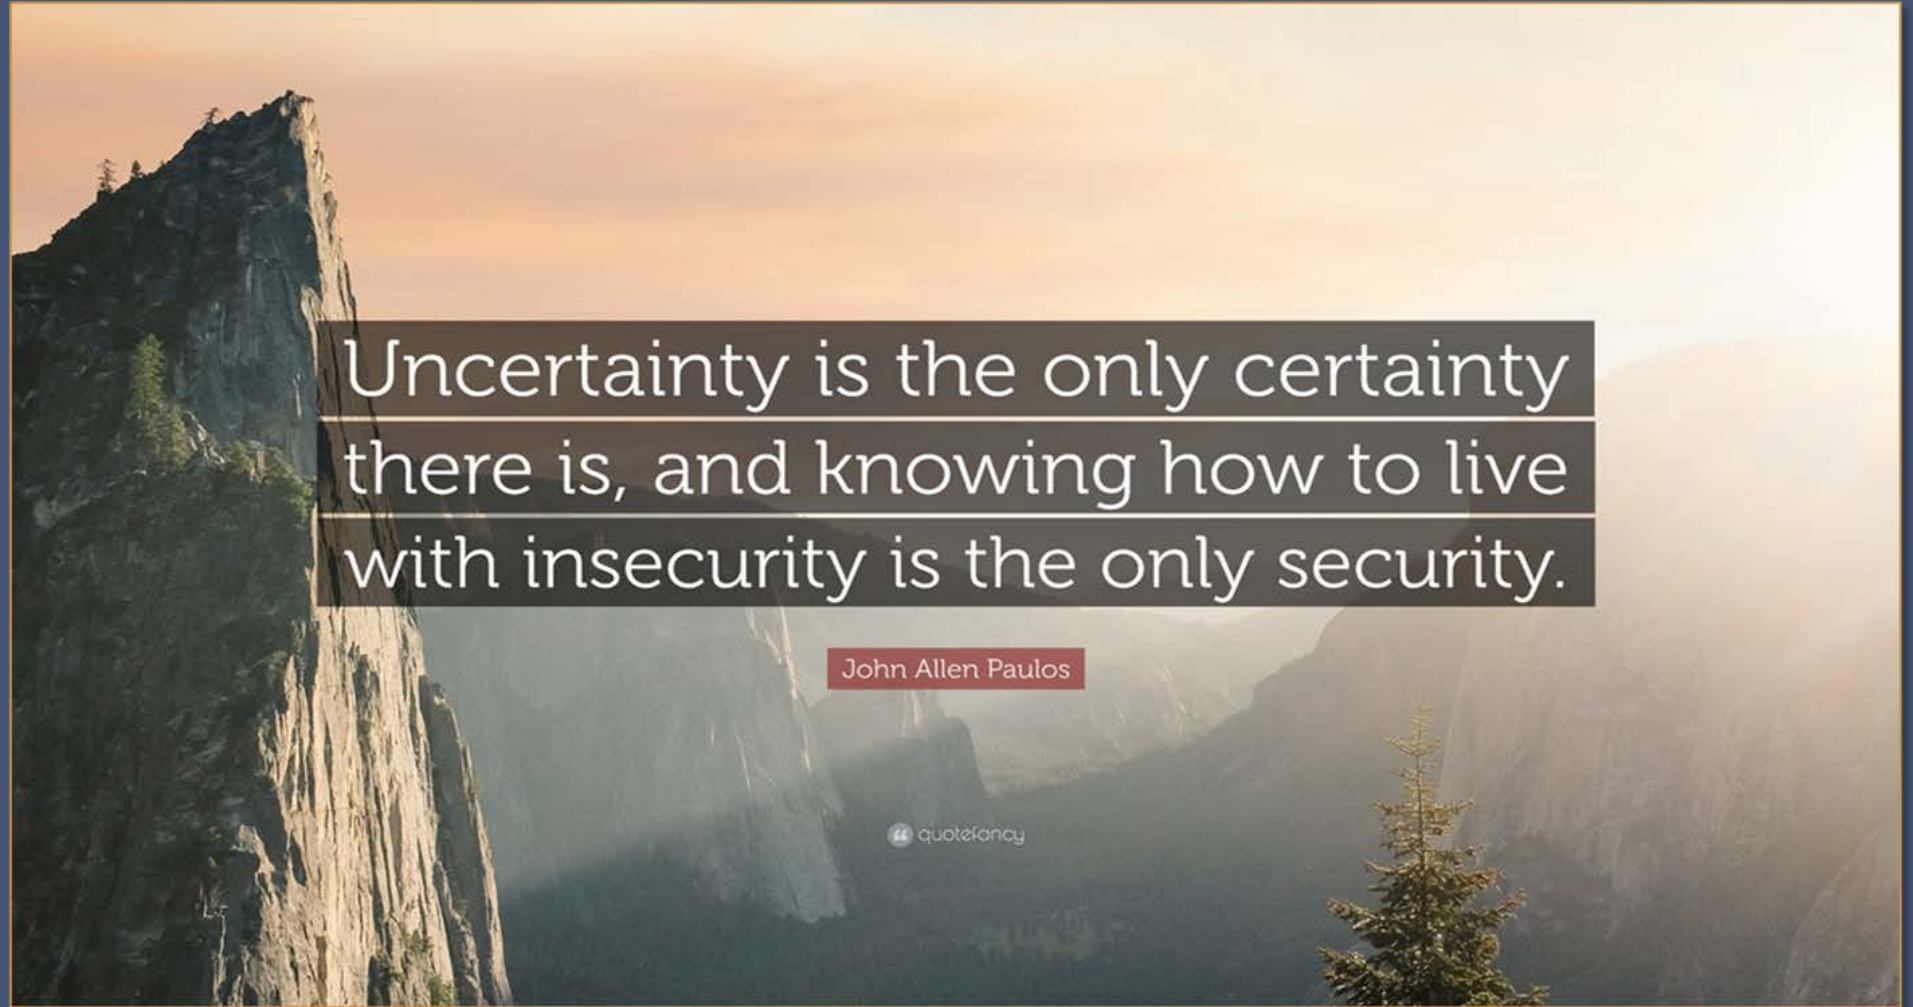 Uncertainty is the only certainty
there is, and knowing how to live
with insecurity is the only security.
John Allen Paulos
quotefancy